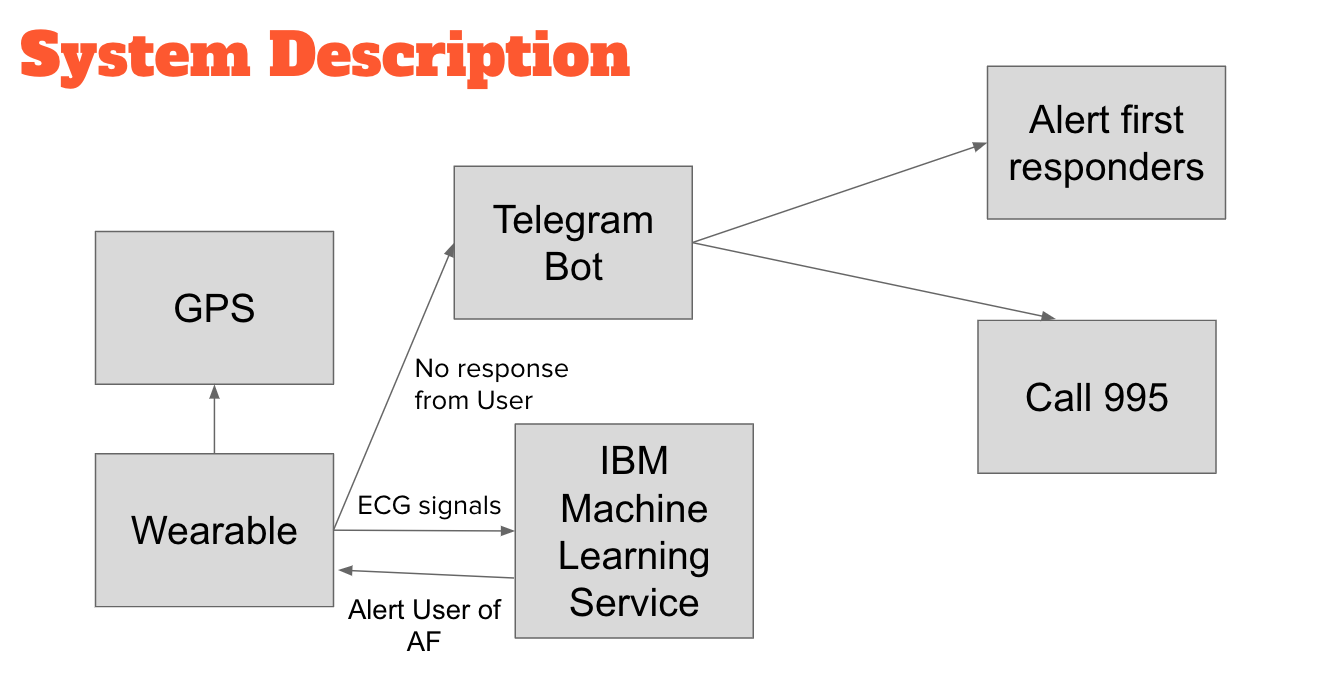 System Description
Alert first
responders
Telegram
Bot
GPS
Call 995
No response
from User
IBM
Machine
Learning
Service
ECG signals
Wearable
Alert User of
AF